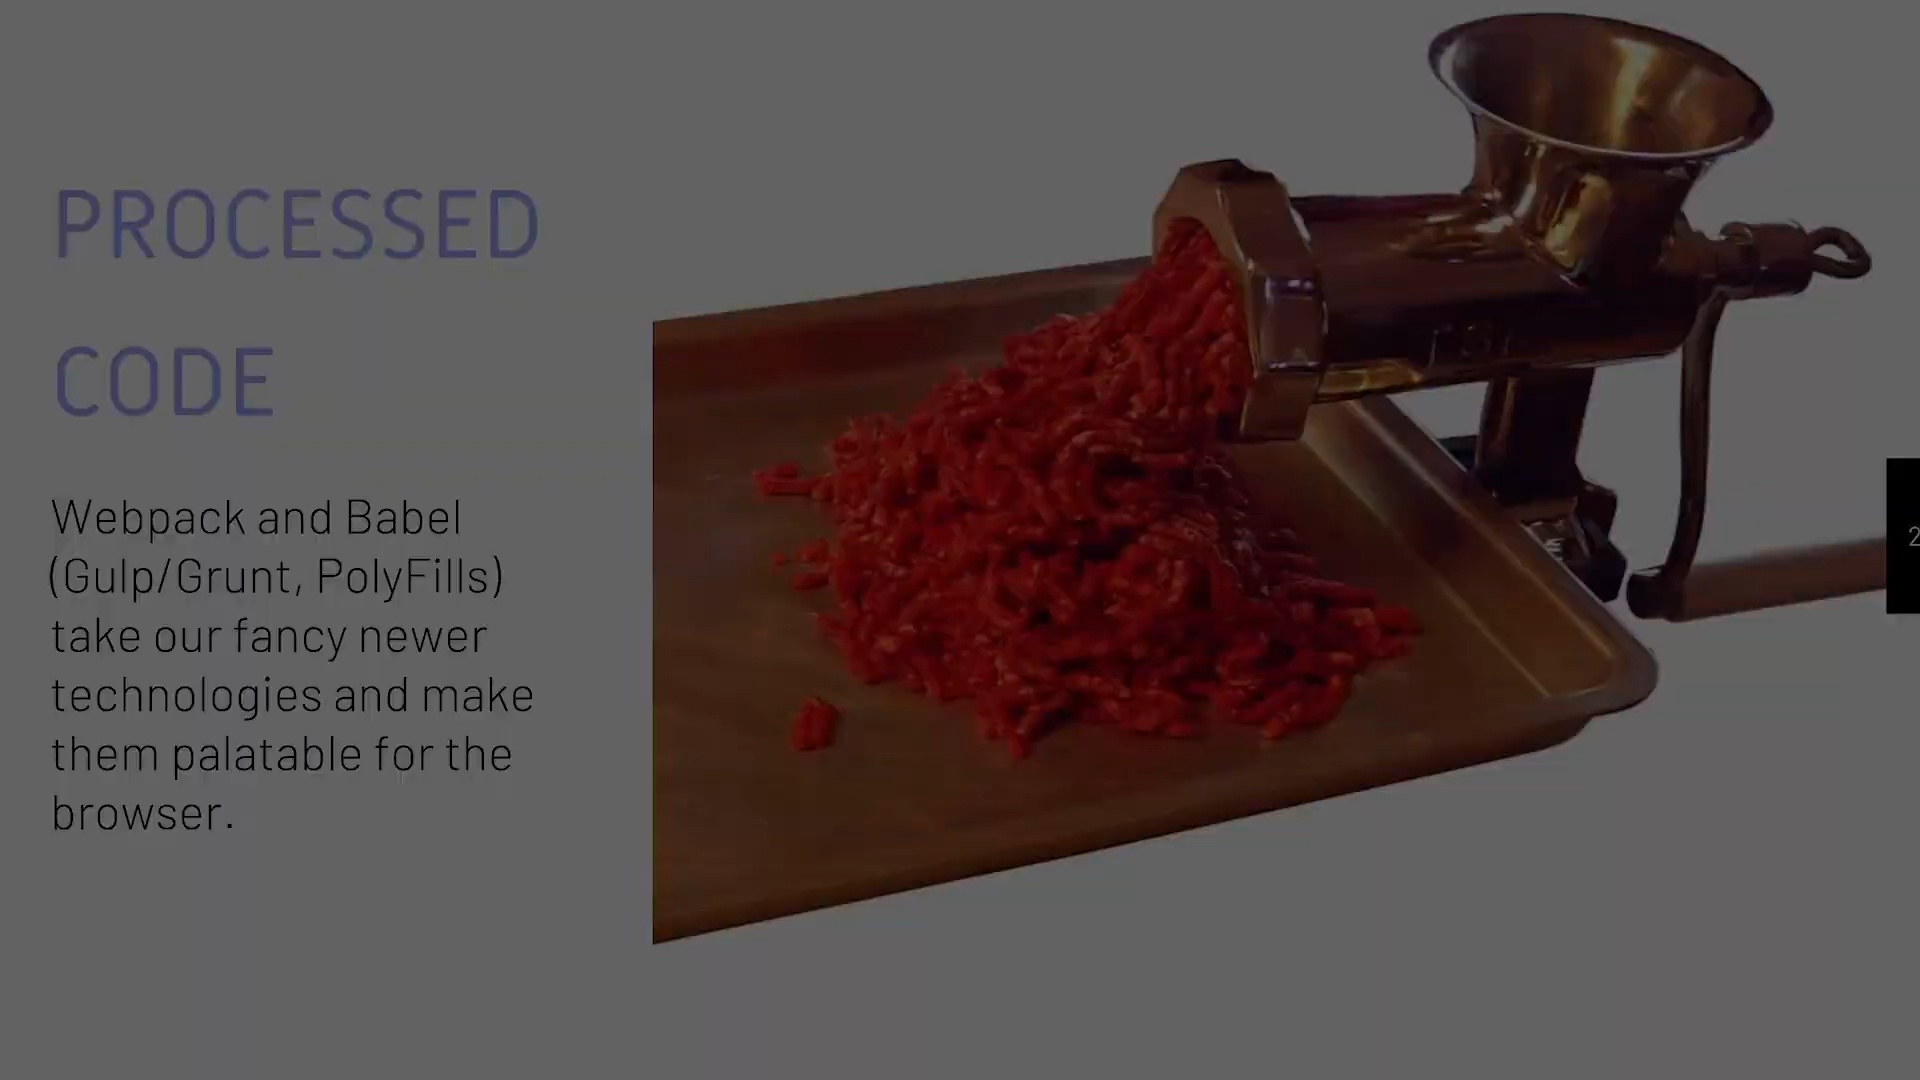 PROCESSED
CODE
Webpack and Babel
(Gulp/Grunt, PolyFills)
take our fancy newer
technologies and make
them palatable for the
browser.
2